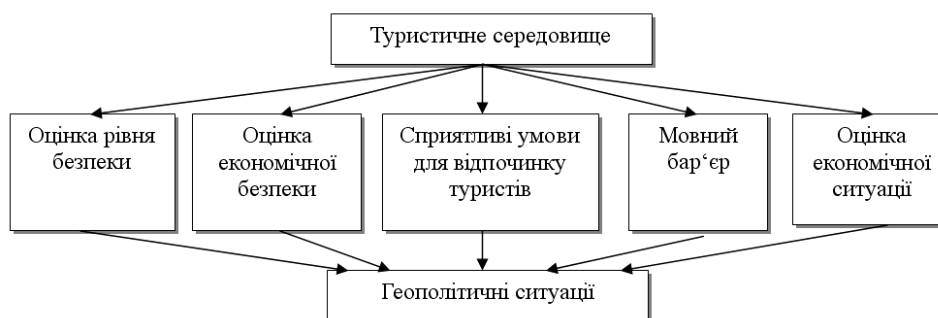 Туристичне середовище
Оцінка рівня
безпеки
Оцінка
економічної
безпеки
Сприятливі умови
для відпочинку
туристів
Мовний
бар‘єр
Оцінка
економічної
ситуації
Геополітичні ситуації